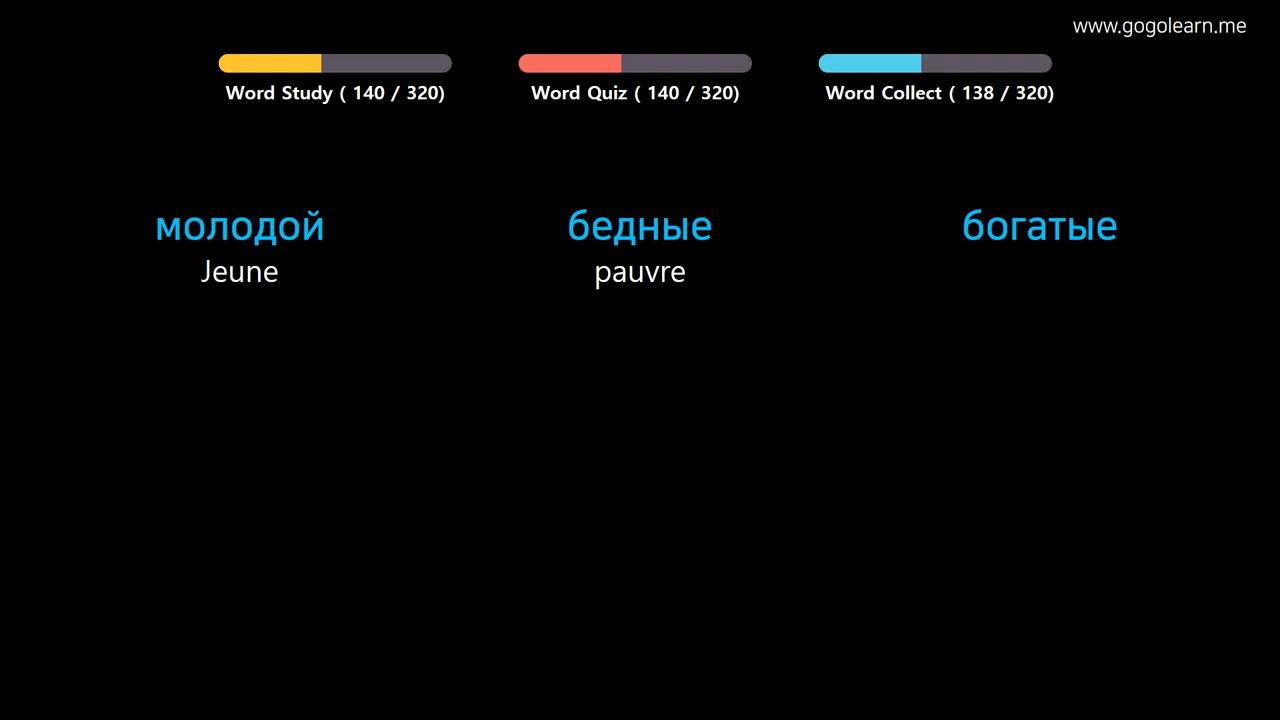 www.gogolearn.me
Word Study ( 140 / 320)
Word Quiz ( 140 / 320)
Word Collect ( 138 / 320)
молодой
Jeune
бедные
pauvre
богатые